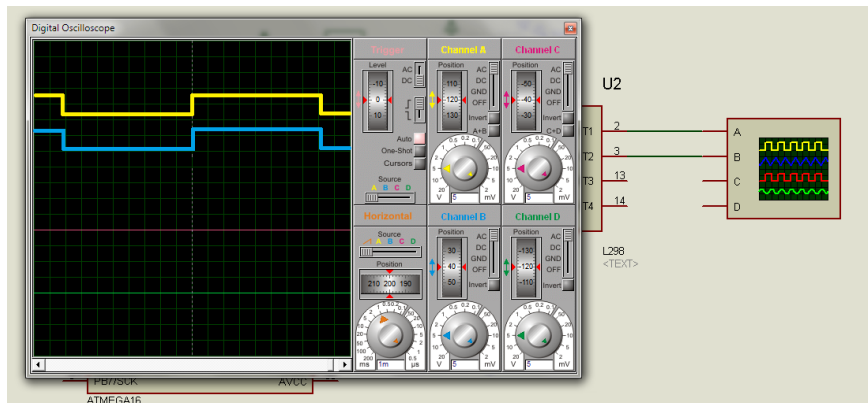 Digital Oscilloscope
Trigger
Level
-10
0
10
AC
DC
Auto
One-Shot
Cursors
Source
A B C D
Channel A
Position
110
120
130
AC
DC
GND
OFF
Invert
A+B
V 5 mV
Channel C
Position
-50
-40
-30
AC
DC
GND
OFF
Invert
C+D
V 5 mV
Horizontal
Source
A B C D
Position
210 200 190
ms 1m µs
Channel B
Position
30
40
50
AC
DC
GND
OFF
Invert
V 5 mV
Channel D
Position
-130
-120
-110
AC
DC
GND
OFF
Invert
V 5 mV
U2
T1 2
T2 3
T3 13
T4 14
L298
<TEXT>
A
B
C
D
PB7/SCK AVCC
ATMEGA16